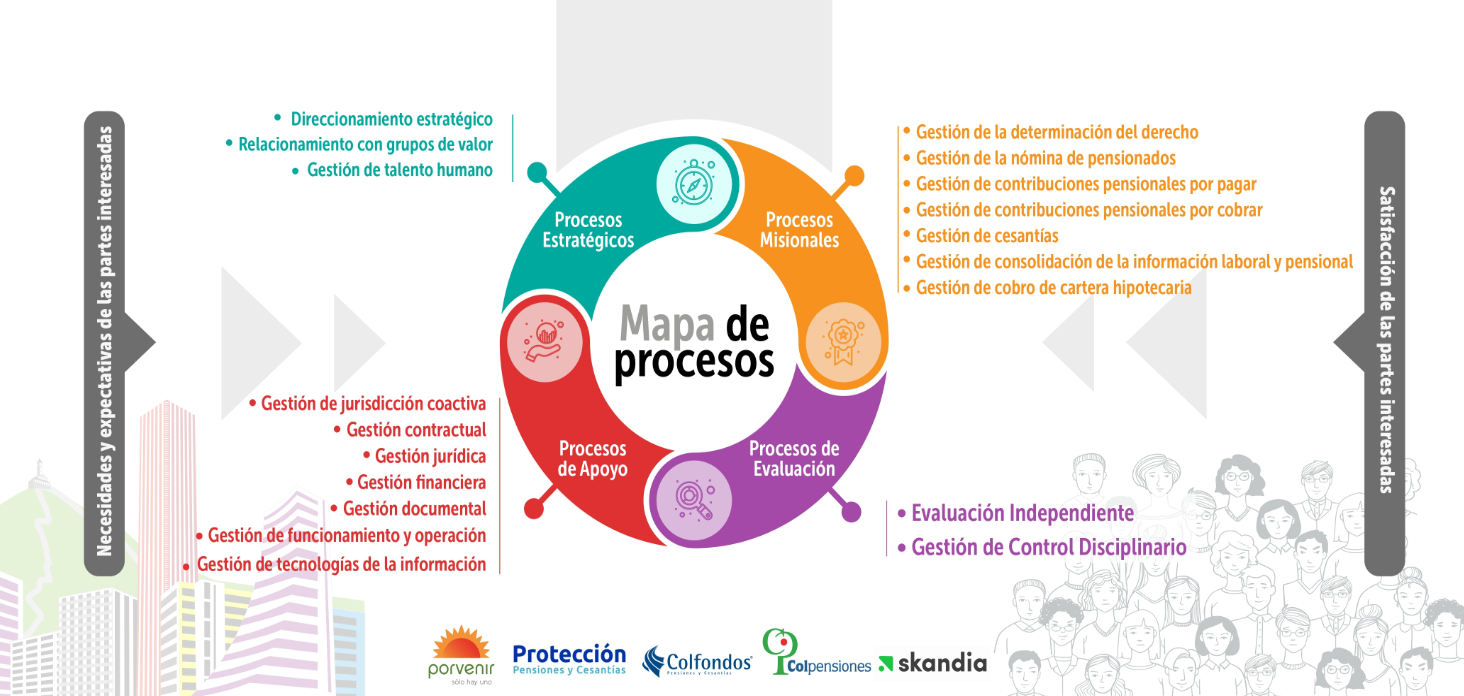 Necesidades y expectativas de las partes interesadas
• Direccionamiento estratégico
• Relacionamiento con grupos de valor
• Gestión de talento humano
Procesos
Estratégicos
Procesos
Misionales
• Gestión de la determinación del derecho
• Gestión de la nómina de pensionados
• Gestión de contribuciones pensionales por pagar
• Gestión de contribuciones pensionales por cobrar
• Gestión de cesantías
• Gestión de consolidación de la información laboral y pensional
• Gestión de cobro de cartera hipotecaria
Mapa de
procesos
• Gestión de jurisdicción coactiva
• Gestión contractual
• Gestión jurídica
• Gestión financiera
• Gestión documental
• Gestión de funcionamiento y operación
• Gestión de tecnologías de la información
Procesos
de Apoyo
Procesos de
Evaluación
• Evaluación Independiente
• Gestión de Control Disciplinario
Satisfacción de las partes interesadas
porvenir
sólo hay uno
Protección
Pensiones y Cesantías
Colfondos
Pensiones y Cesantías
Colpensiones
skandia